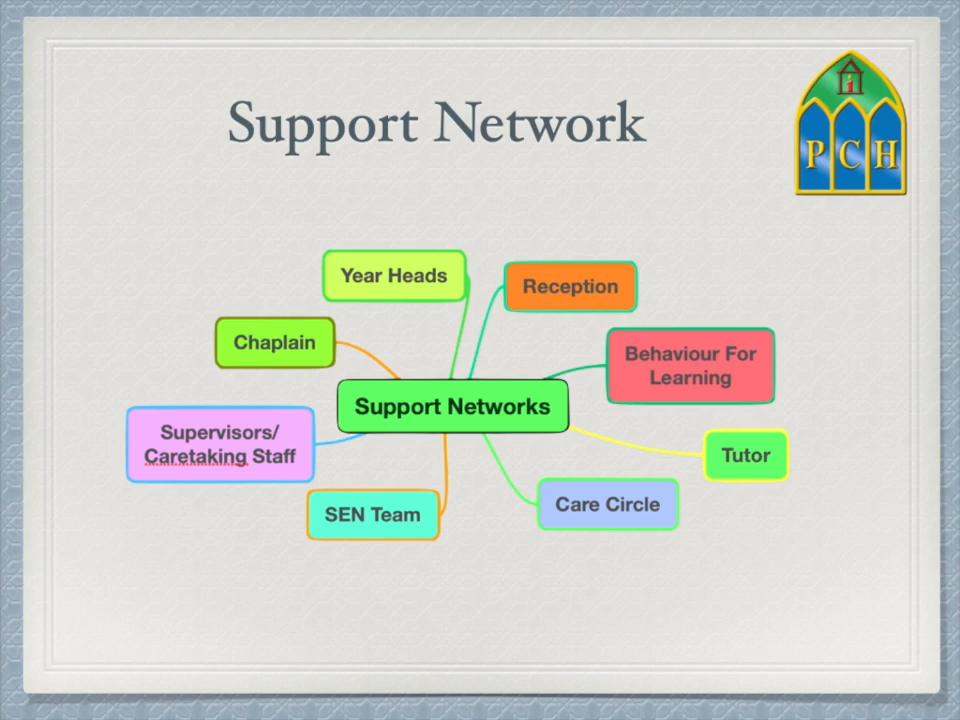 Support Network
P C H
Year Heads
Reception
Chaplain
Behaviour For
Learning
Support Networks
Supervisors/
Caretaking Staff
Tutor
SEN Team
Care Circle